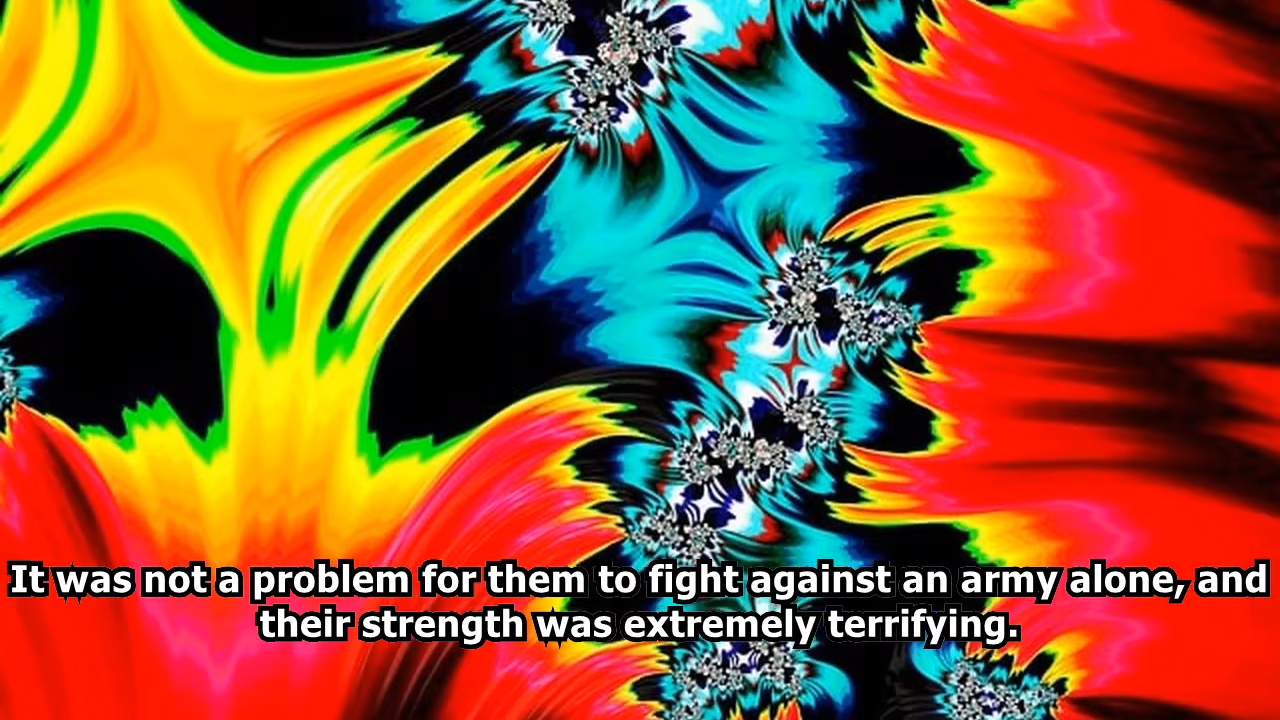 It was not a problem for them to fight against an army alone, and
their strength was extremely terrifying.